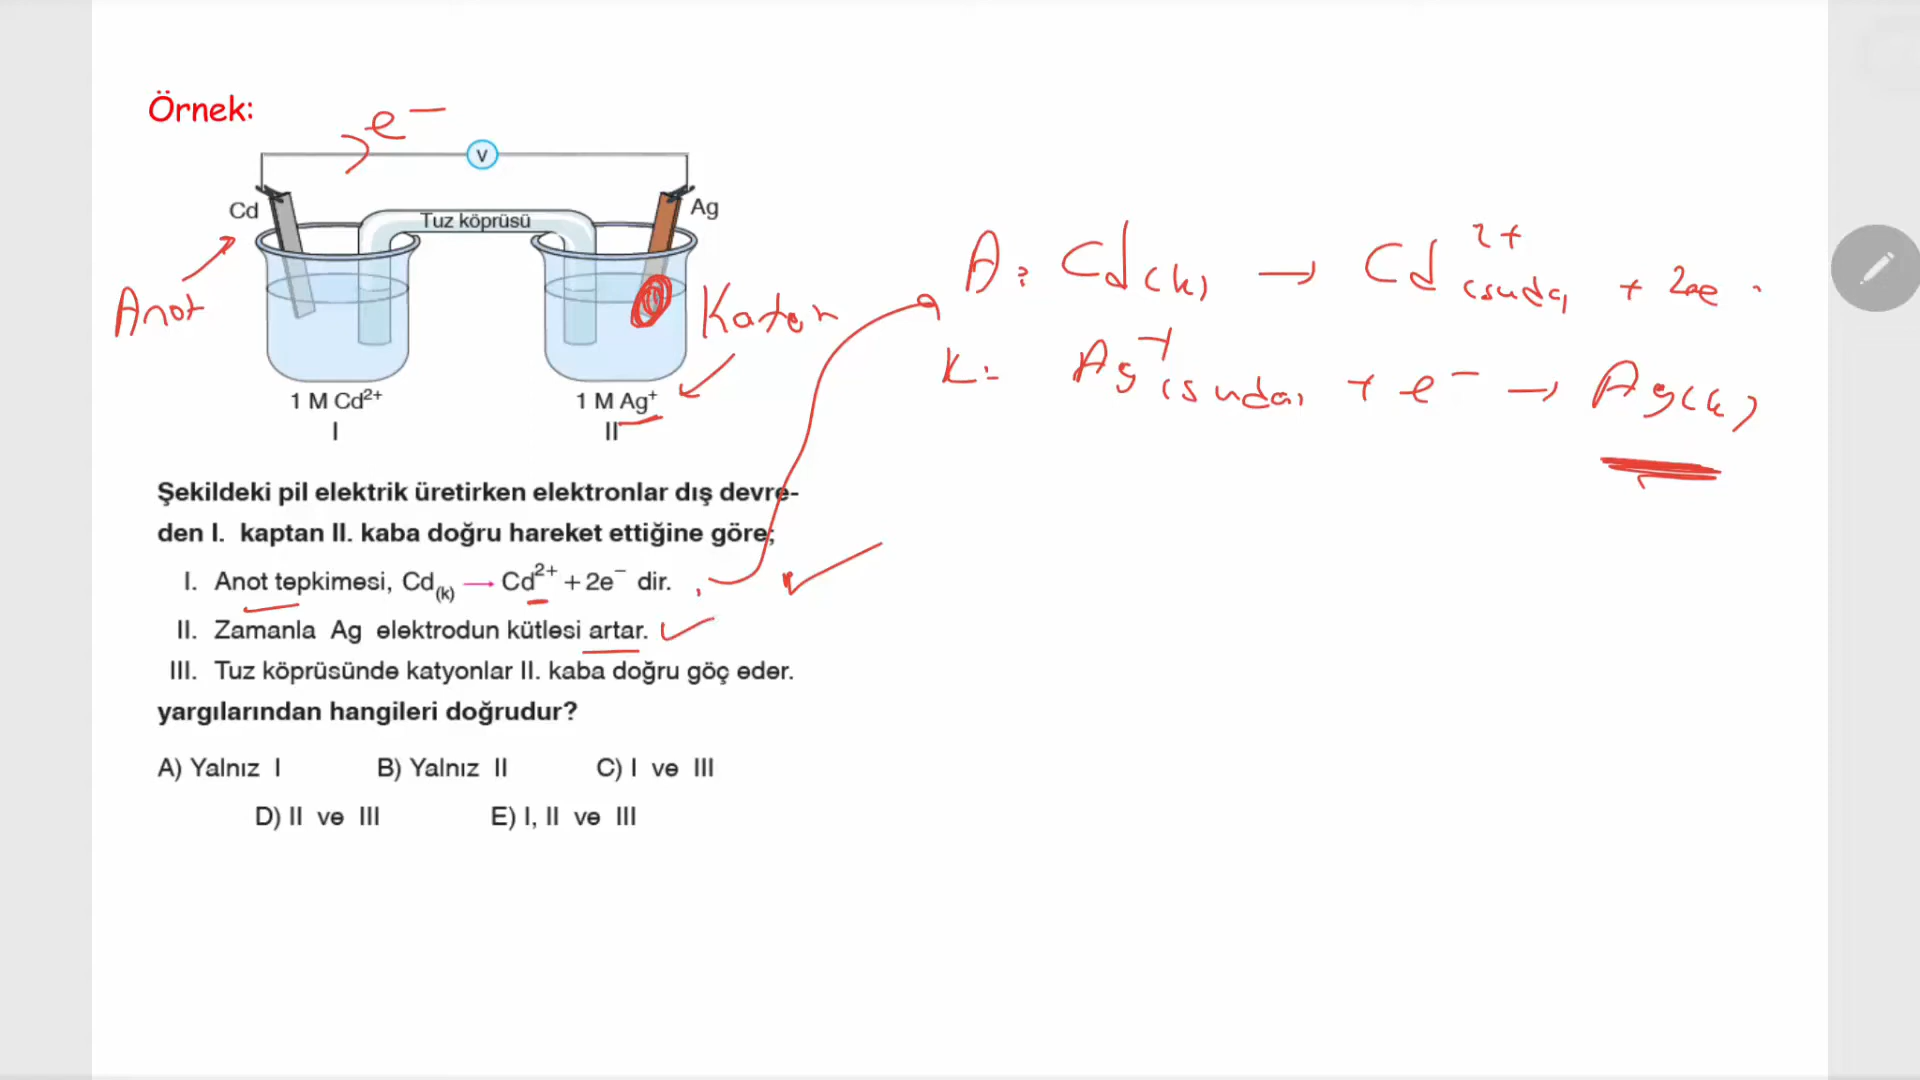 Örnek:
e⁻
V
Cd
Tuz köprüsü
Ag
Anot
Katon
1 M Cd²⁺
1 M Ag⁺
I
II
A: Cd(k) → Cd²⁺(suda) + 2e⁻
K: Ag⁺(suda) + e⁻ → Ag(k)
Şekildeki pil elektrik üretirken elektronlar dış devre-
den I. kaptan II. kaba doğru hareket ettiğine göre;
I. Anot tepkimesi, Cd(k) → Cd²⁺ + 2e⁻ dir.
II. Zamanla Ag elektrodun kütlesi artar.
III. Tuz köprüsünde katyonlar II. kaba doğru göç eder.
yargılarından hangileri doğrudur?
A) Yalnız I B) Yalnız II C) I ve III
D) II ve III E) I, II ve III